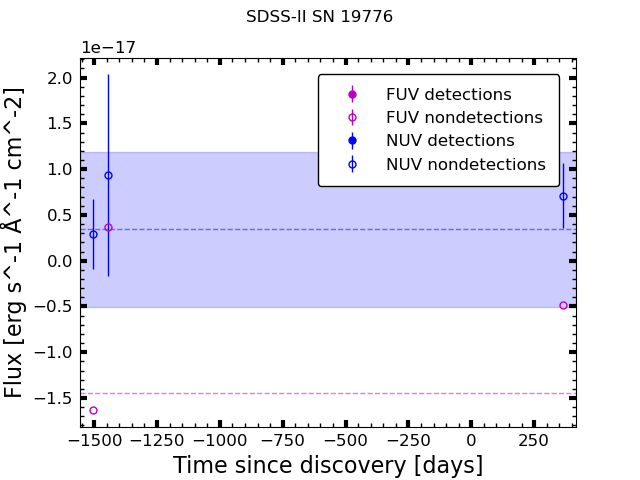 SDSS-II SN 19776
1e−17
FUV detections
FUV nondetections
NUV detections
NUV nondetections
2.0
1.5
1.0
0.5
0.0
−0.5
−1.0
−1.5
Flux [erg s^-1 Å^-1 cm^-2]
−1500 −1250 −1000 −750 −500 −250 0 250
Time since discovery [days]